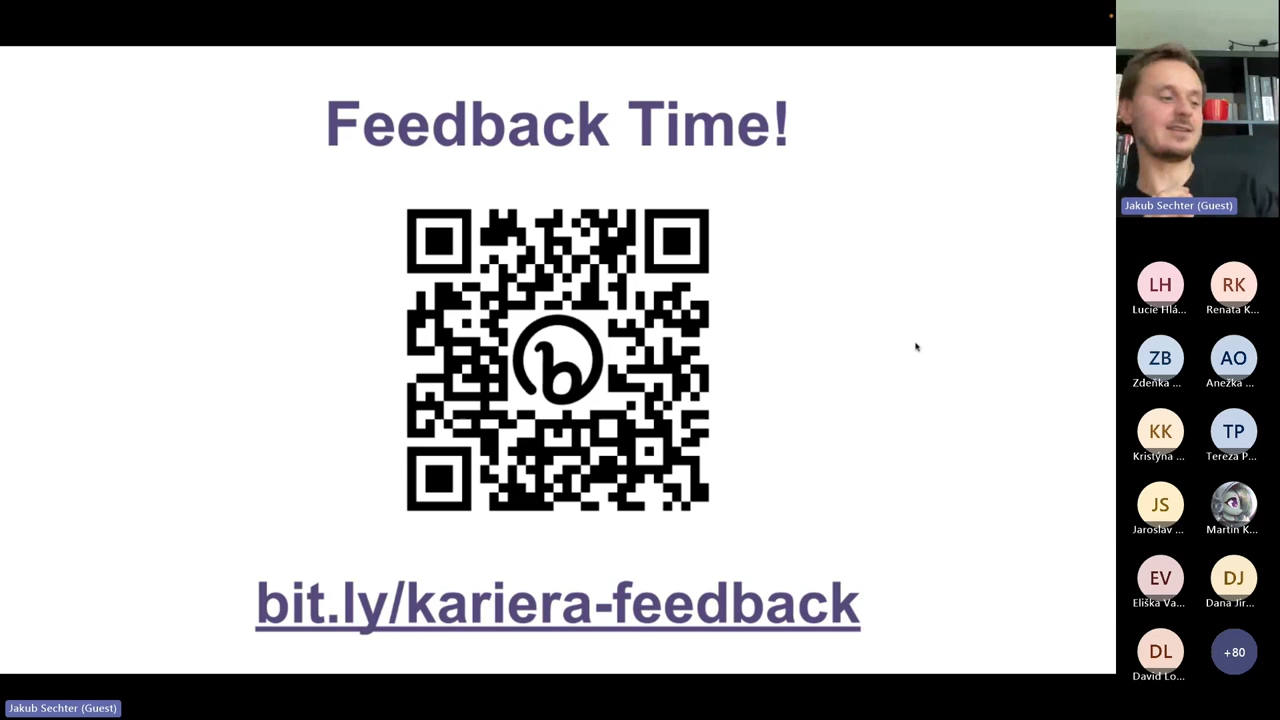 Feedback Time!
b
bit.ly/kariera-feedback
Jakub Sechter (Guest)
LH
Lucie Hlá...
RK
Renata K...
ZB
Zdeňka ...
AO
Anežka ...
KK
Kristýna ...
TP
Tereza P...
JS
Jaroslav ...
Martin K...
EV
Eliška Va...
DJ
Dana Jir...
DL
David Lo...
+80
Jakub Sechter (Guest)